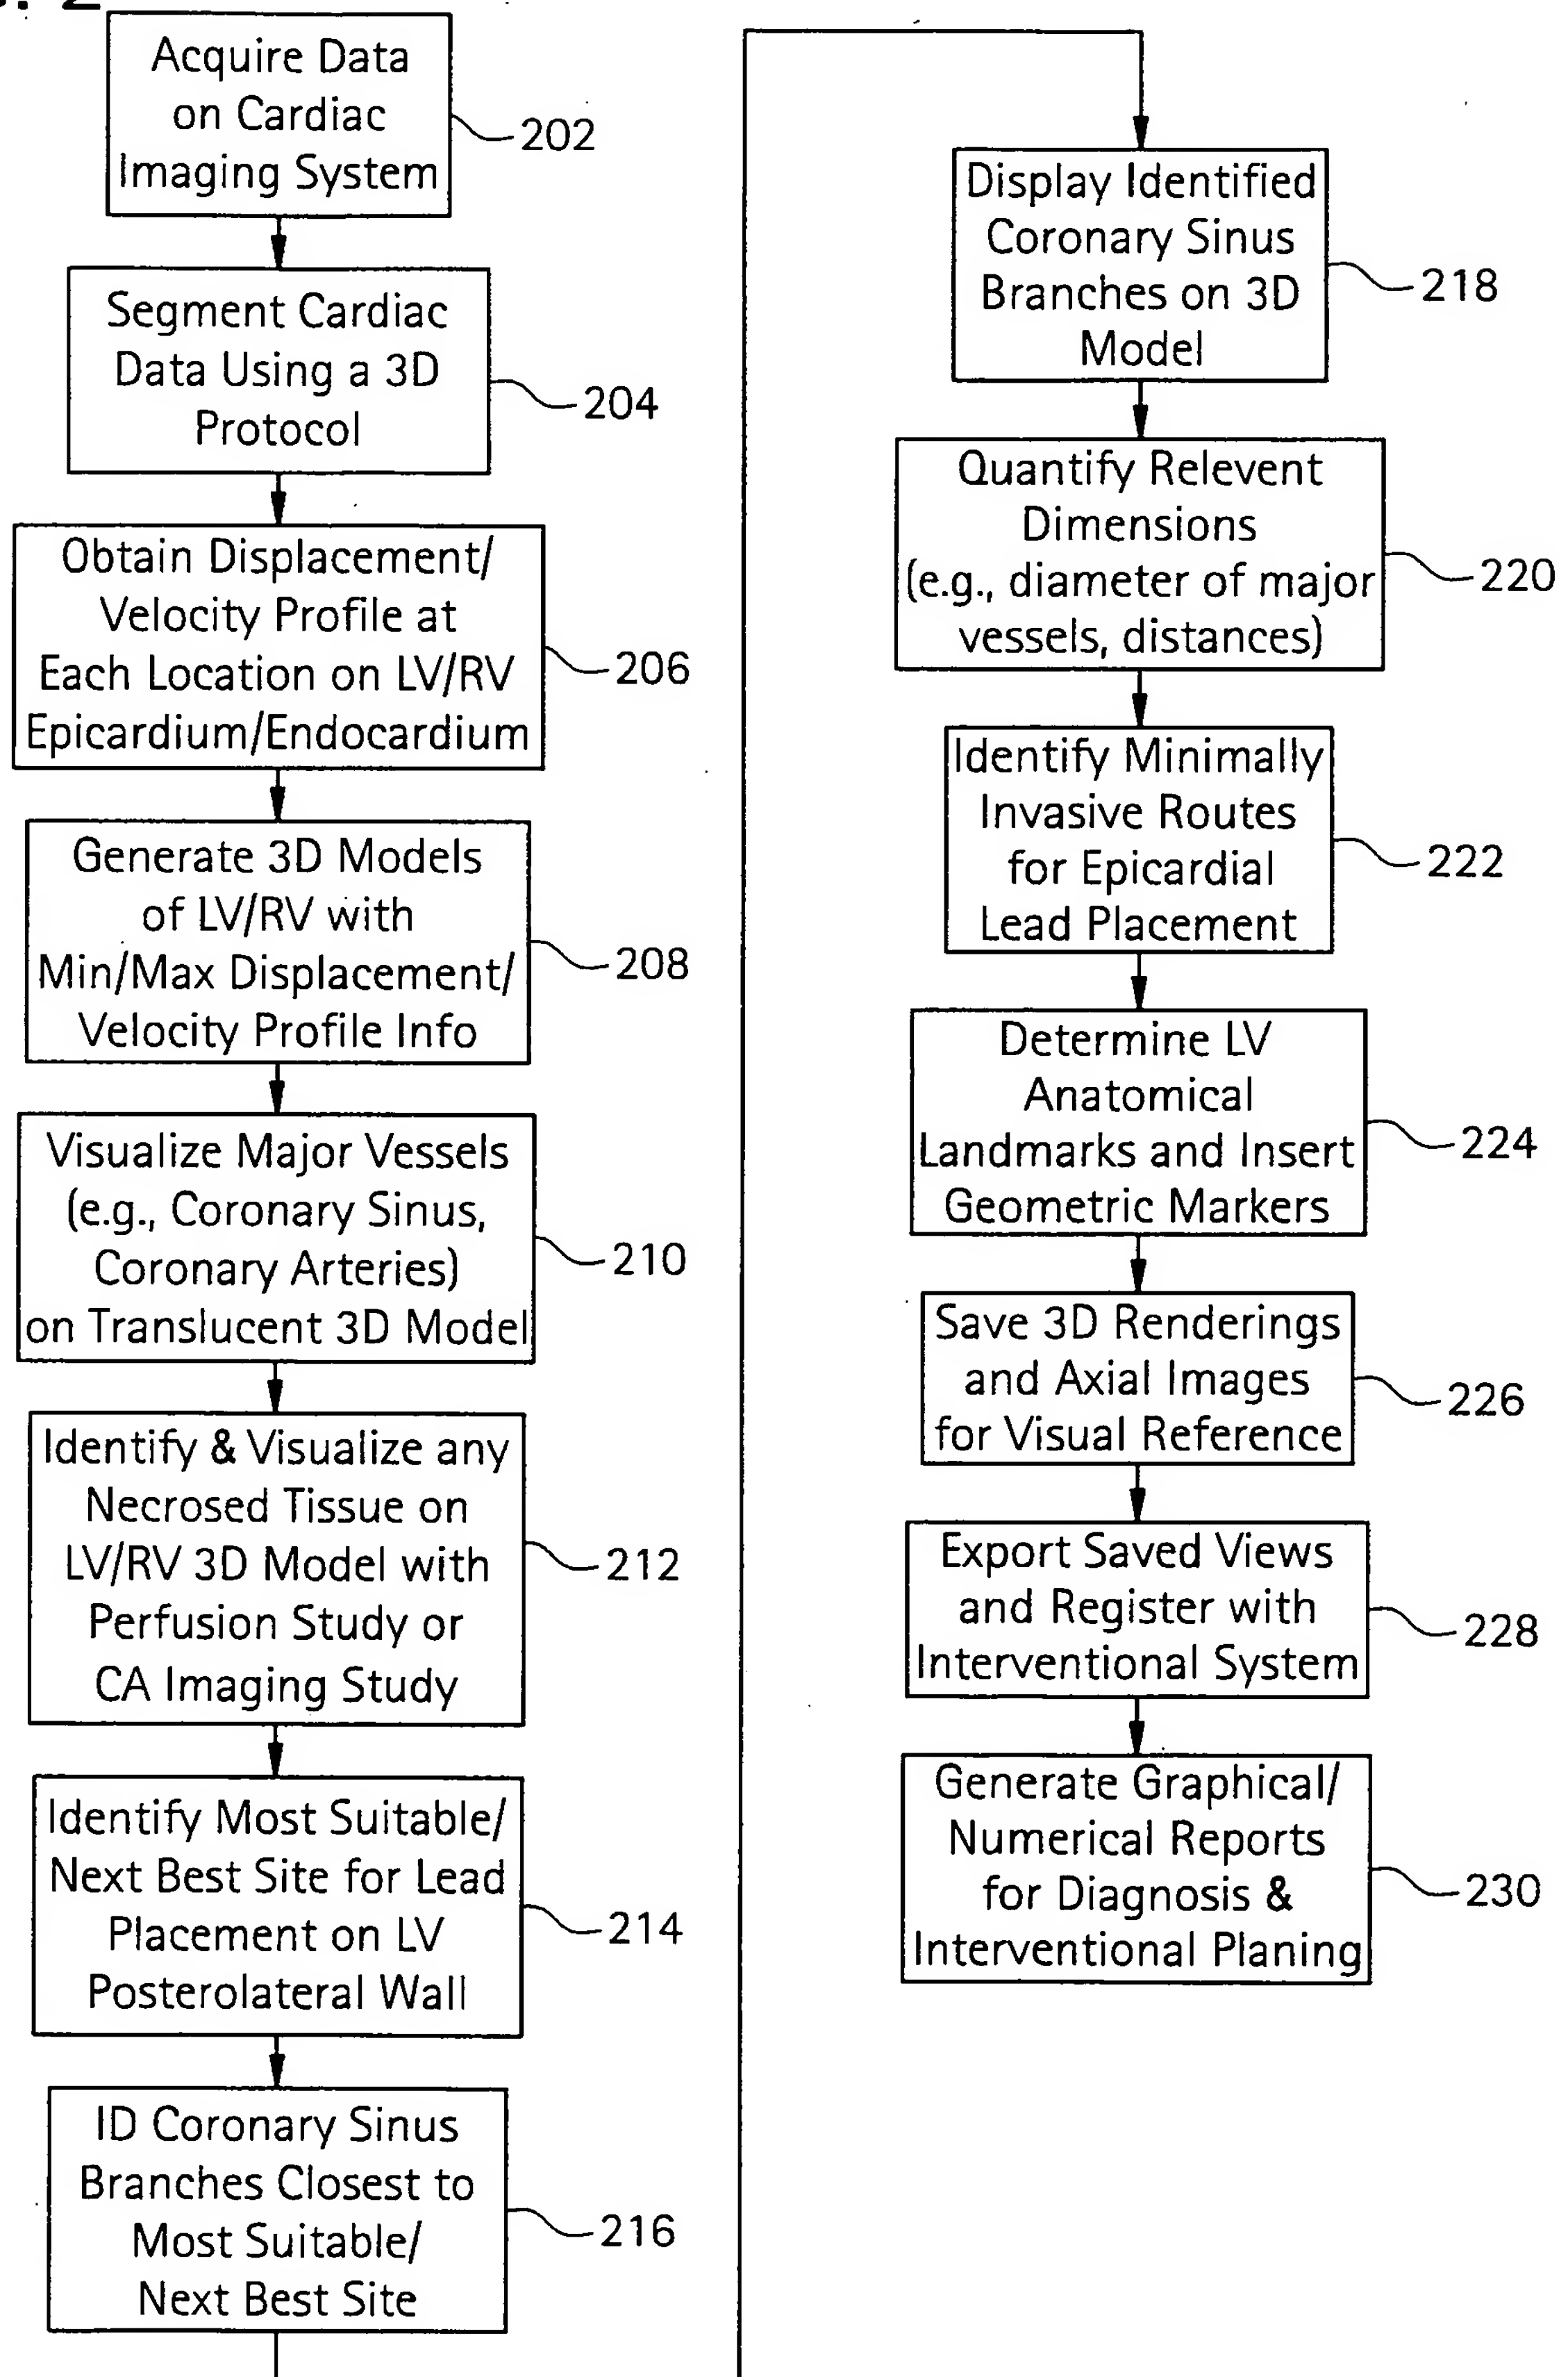 Acquire Data
on Cardiac
Imaging System
202
Segment Cardiac
Data Using a 3D
Protocol
204
Obtain Displacement/
Velocity Profile at
Each Location on LV/RV
Epicardium/Endocardium
206
Generate 3D Models
of LV/RV with
Min/Max Displacement/
Velocity Profile Info
208
Visualize Major Vessels
(e.g., Coronary Sinus,
Coronary Arteries)
on Translucent 3D Model
210
Identify & Visualize any
Necrosed Tissue on
LV/RV 3D Model with
Perfusion Study or
CA Imaging Study
212
Identify Most Suitable/
Next Best Site for Lead
Placement on LV
Posterolateral Wall
214
ID Coronary Sinus
Branches Closest to
Most Suitable/
Next Best Site
216
Display Identified
Coronary Sinus
Branches on 3D
Model
218
Quantify Relevent
Dimensions
(e.g., diameter of major
vessels, distances)
220
Identify Minimally
Invasive Routes
for Epicardial
Lead Placement
222
Determine LV
Anatomical
Landmarks and Insert
Geometric Markers
224
Save 3D Renderings
and Axial Images
for Visual Reference
226
Export Saved Views
and Register with
Interventional System
228
Generate Graphical/
Numerical Reports
for Diagnosis &
Interventional Planing
230